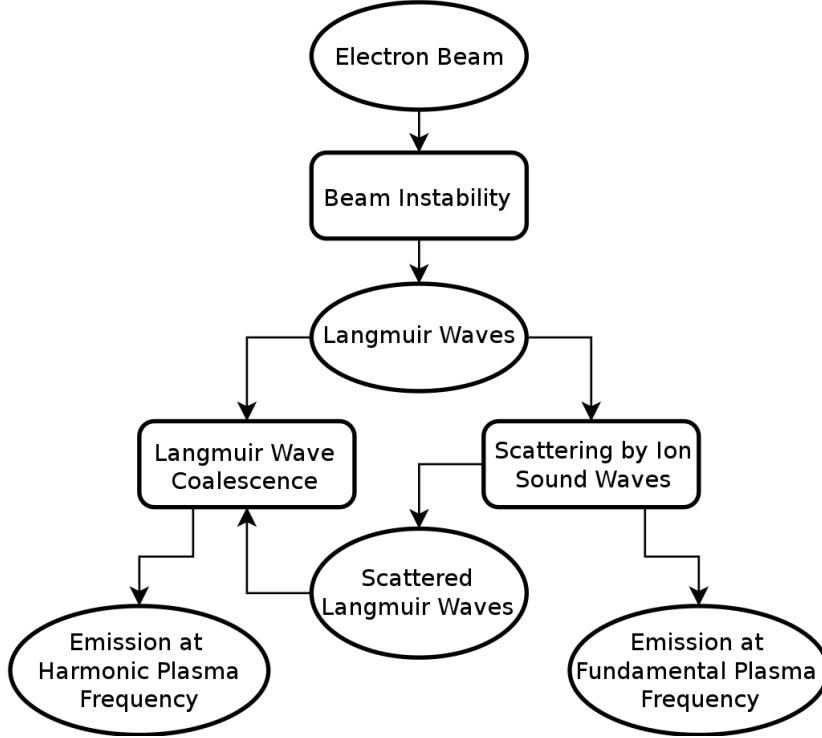 Electron Beam
Beam Instability
Langmuir Waves
Langmuir Wave
Coalescence
Scattering by Ion
Sound Waves
Scattered
Langmuir Waves
Emission at
Harmonic Plasma
Frequency
Emission at
Fundamental Plasma
Frequency